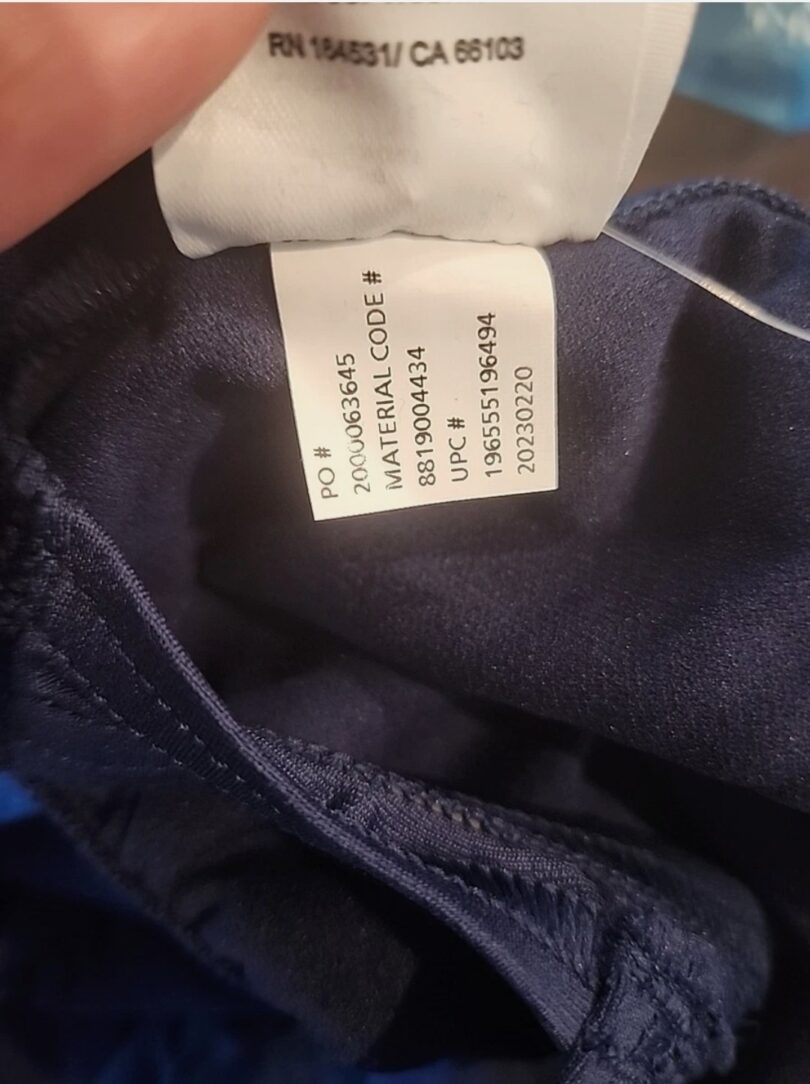 RN 164531/ CA 66103
PO #
2000063645
MATERIAL CODE #
8819004434
UPC #
196555196494
20230220